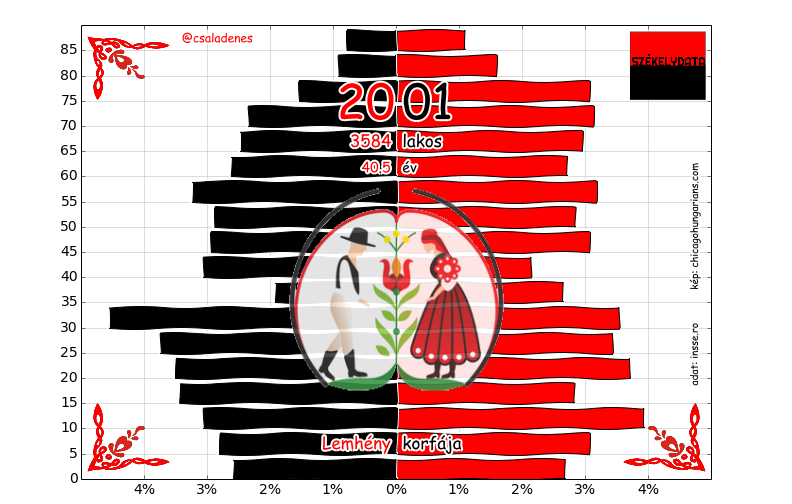 @csaladenes
SZÉKELYDATA
2001
3584 lakos
40.5 év
kép: chicagohungarians.com
adat: insse.ro
Lemhény korfája
85
80
75
70
65
60
55
50
45
40
35
30
25
20
15
10
5
0
4% 3% 2% 1% 0% 1% 2% 3% 4%